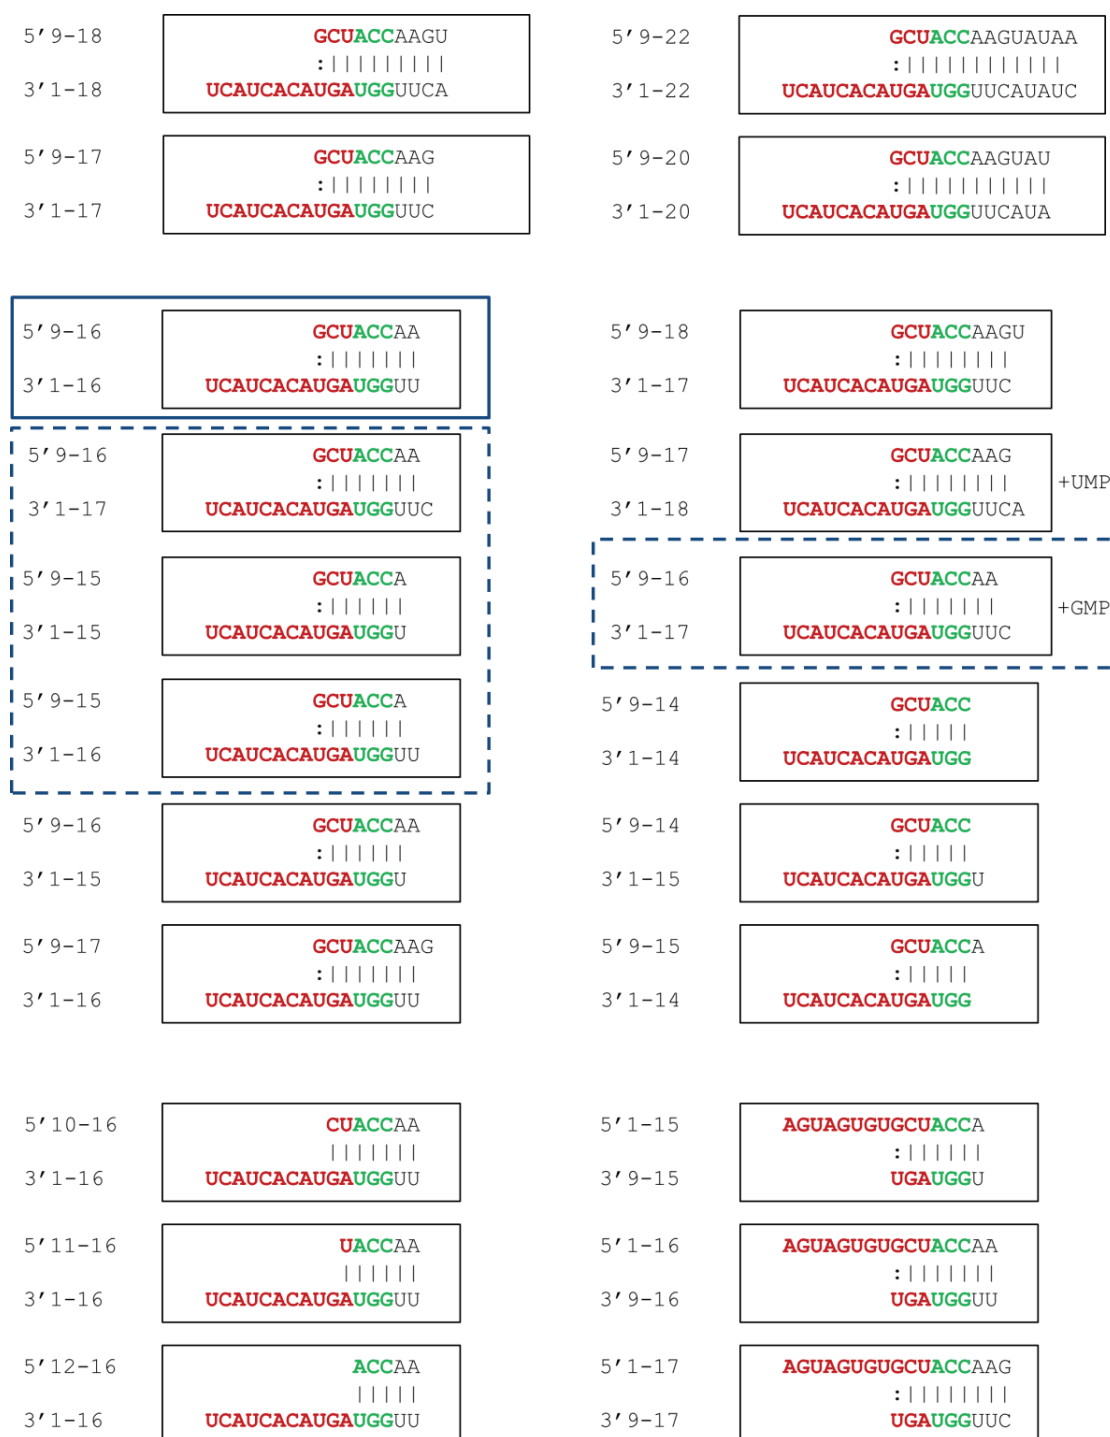 5′9-18 GCUACCAAGU
:|||||||||
3′1-18 UCAUCACAUGAUGGUUCA
5′9-17 GCUACCAAG
:||||||||
3′1-17 UCAUCACAUGAUGGUUC
5′9-16 GCUACCAA
:|||||||
3′1-16 UCAUCACAUGAUGGUU
5′9-16 GCUACCAA
:|||||||
3′1-17 UCAUCACAUGAUGGUUC
5′9-15 GCUACCA
:||||||
3′1-15 UCAUCACAUGAUGGU
5′9-15 GCUACCA
:||||||
3′1-16 UCAUCACAUGAUGGUU
5′9-16 GCUACCAA
:||||||
3′1-15 UCAUCACAUGAUGGU
5′9-17 GCUACCAAG
:|||||||
3′1-16 UCAUCACAUGAUGGUU
5′10-16 CUACCAA
|||||||
3′1-16 UCAUCACAUGAUGGUU
5′11-16 UACCAA
||||||
3′1-16 UCAUCACAUGAUGGUU
5′12-16 ACCAA
|||||
3′1-16 UCAUCACAUGAUGGUU
5′9-22 GCUACCAAGUAUAA
:||||||||||||
3′1-22 UCAUCACAUGAUGGUUCAUAUC
5′9-20 GCUACCAAGUAU
:|||||||||||
3′1-20 UCAUCACAUGAUGGUUCAUA
5′9-18 GCUACCAAGU
:||||||||
3′1-17 UCAUCACAUGAUGGUUC
5′9-17 GCUACCAAG
:|||||||| +UMP
3′1-18 UCAUCACAUGAUGGUUCA
5′9-16 GCUACCAA
:||||||| +GMP
3′1-17 UCAUCACAUGAUGGUUC
5′9-14 GCUACC
:|||||
3′1-14 UCAUCACAUGAUGG
5′9-14 GCUACC
:|||||
3′1-15 UCAUCACAUGAUGGU
5′9-15 GCUACCA
:|||||
3′1-14 UCAUCACAUGAUGG
5′1-15 AGUAGUGUGCUACCA
:||||||
3′9-15 UGAUGGU
5′1-16 AGUAGUGUGCUACCAA
:|||||||
3′9-16 UGAUGGUU
5′1-17 AGUAGUGUGCUACCAAG
:||||||||
3′9-17 UGAUGGUUC